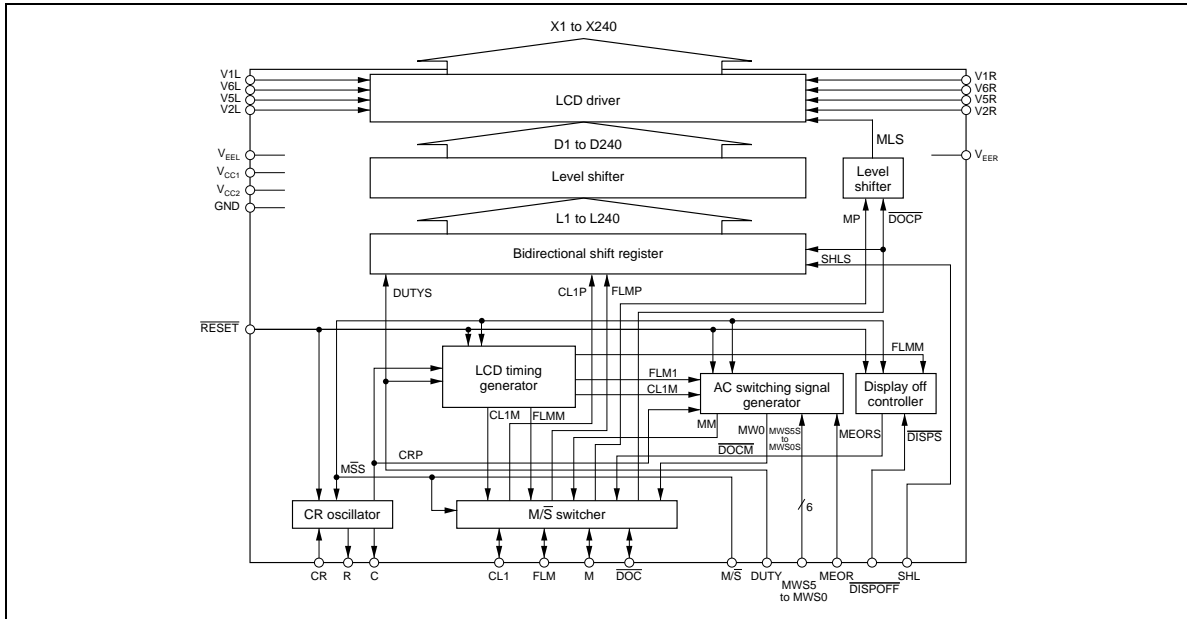 X1 to X240
V1L
V6L
V5L
V2L
LCD driver
V1R
V6R
V5R
V2R
MLS
D1 to D240
VEEL
VCC1
VCC2
GND
Level shifter
Level
shifter
VEER
L1 to L240
MP
DOCP
Bidirectional shift register
SHLS
DUTYS
CL1P
FLMP
RESET
FLMM
LCD timing
generator
FLM1
CL1M
AC switching signal
generator
Display off
controller
CL1M
FLMM
MM
MW0
MWS5S
to
MWS0S
MEORS
DISPS
DOCM
CRP
MSS
CR oscillator
M/S switcher
6
CR
R
C
CL1
FLM
M
DOC
M/S
DUTY
MWS5
to MWS0
MEOR
DISPOFF
SHL